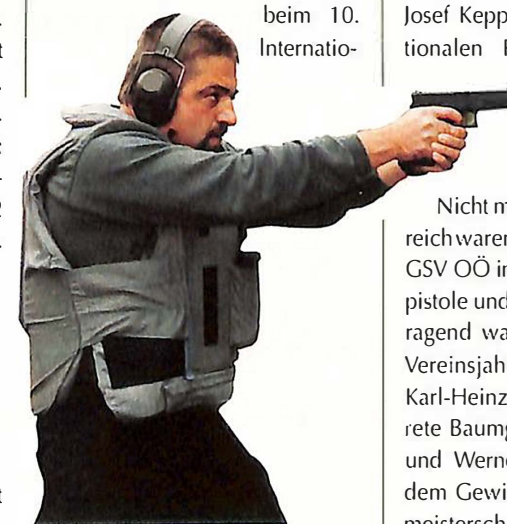 beim 10.
Internatio-
Josef Kepp
tionalen
Nicht m
reich waren
GSV OÖ in
pistole und
ragend wa
Vereinsjah
Karl-Heinz
rete Baumg
und Werne
dem Gewi
meistersch